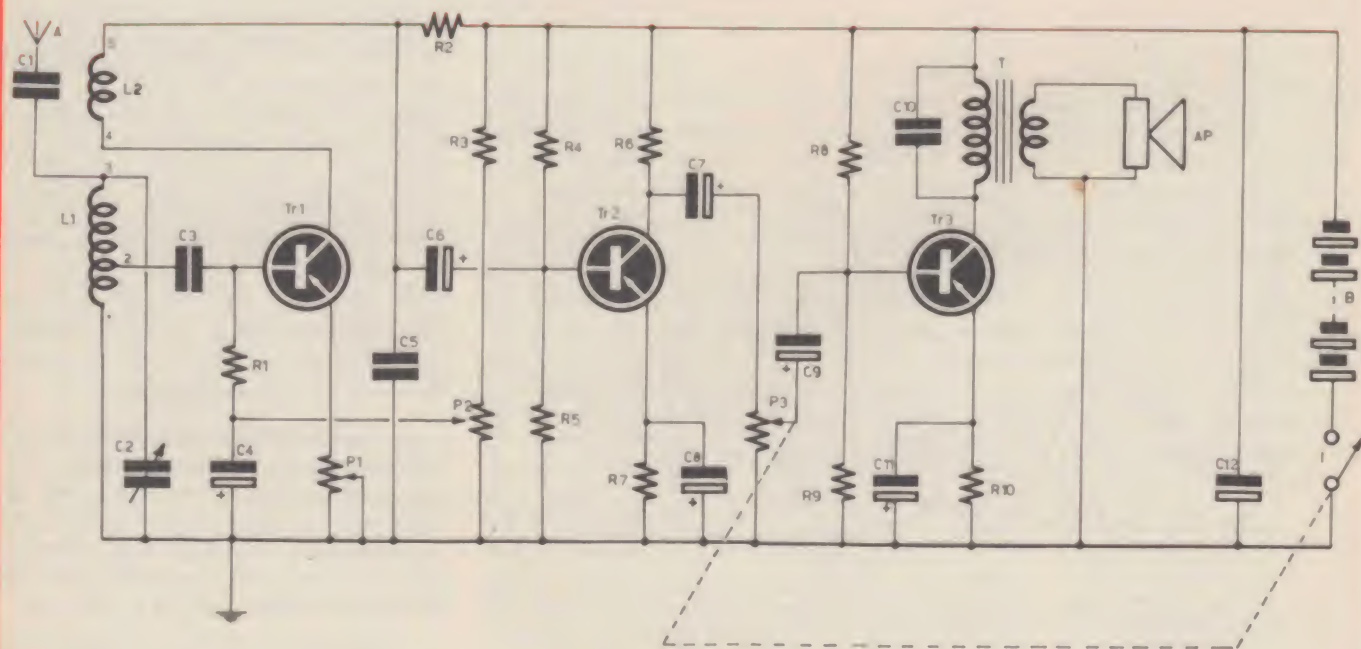 A
C1
5
L2
4
3
L1
2
1
C3
Tr1
R1
C2
C4
P1
R2
C5
C6
+
R3
P2
R4
R5
R6
Tr2
R7
C7
+
C8
+
P3
C9
+
R8
R9
Tr3
C10
T
AP
C11
+
R10
C12
B
I
+